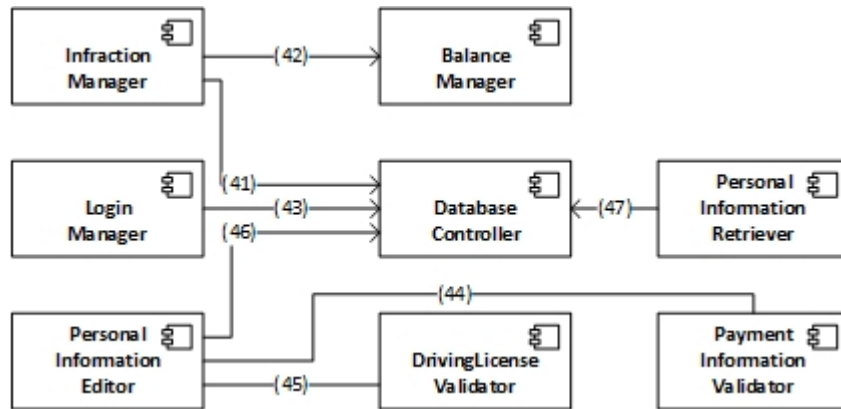 Infraction
Manager
(42)
Balance
Manager
(41)
Login
Manager
(43)
(46)
Database
Controller
(47)
Personal
Information
Retriever
(44)
Personal
Information
Editor
(45)
DrivingLicense
Validator
Payment
Information
Validator